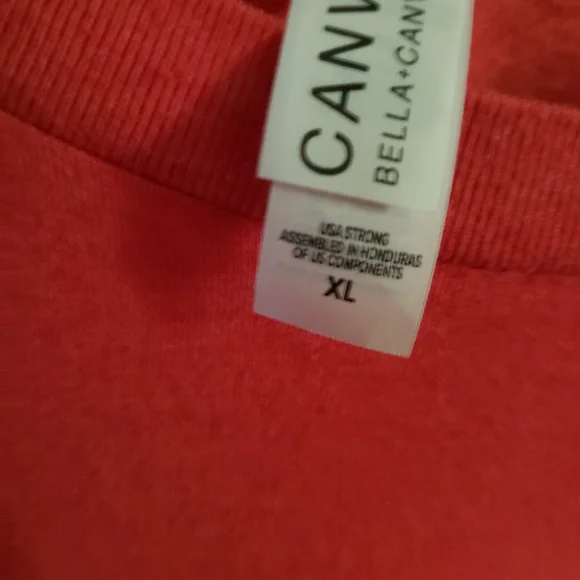 CANV
BELLA+CANV
USA STRONG
ASSEMBLED IN HONDURAS
OF US COMPONENTS
XL